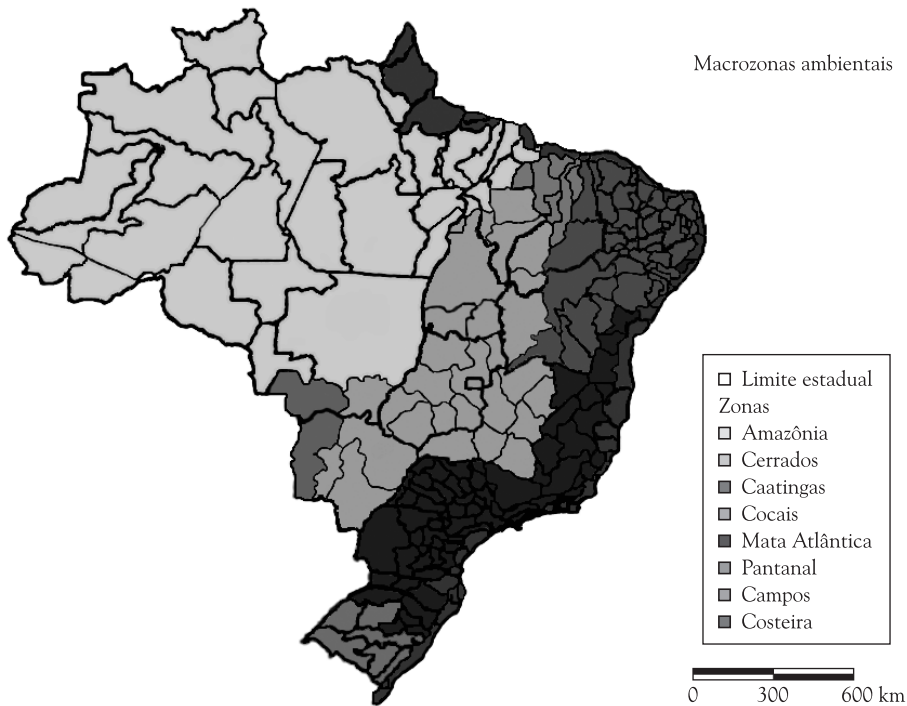 Macrozonas ambientais
Limite estadual
Zonas
Amazônia
Cerrados
Caatingas
Cocais
Mata Atlântica
Pantanal
Campos
Costeira
0 300 600 km